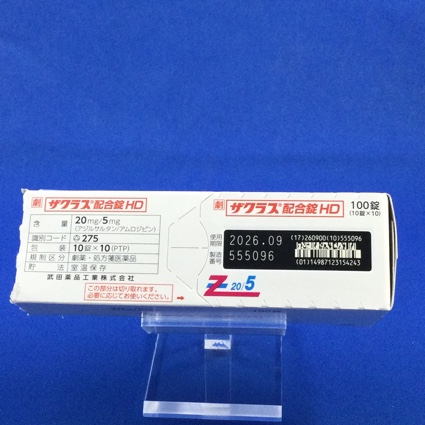 劇 ザクラス®配合錠HD
含 量 20mg/5mg
(アジルサルタン/アムロジピン)
識別コード 275
包 装 10錠×10(PTP)
規制区分 劇薬・処方箋医薬品
貯 法 室温保存
武田薬品工業株式会社
この部分は切り取れます。
必要に応じてお使いください。
劇 ザクラス®配合錠HD 100錠
(10錠×10)
使用期限 2026.09
製造番号 555096
(17)260900(10)555096
(01)14987123154243
Z 20/5